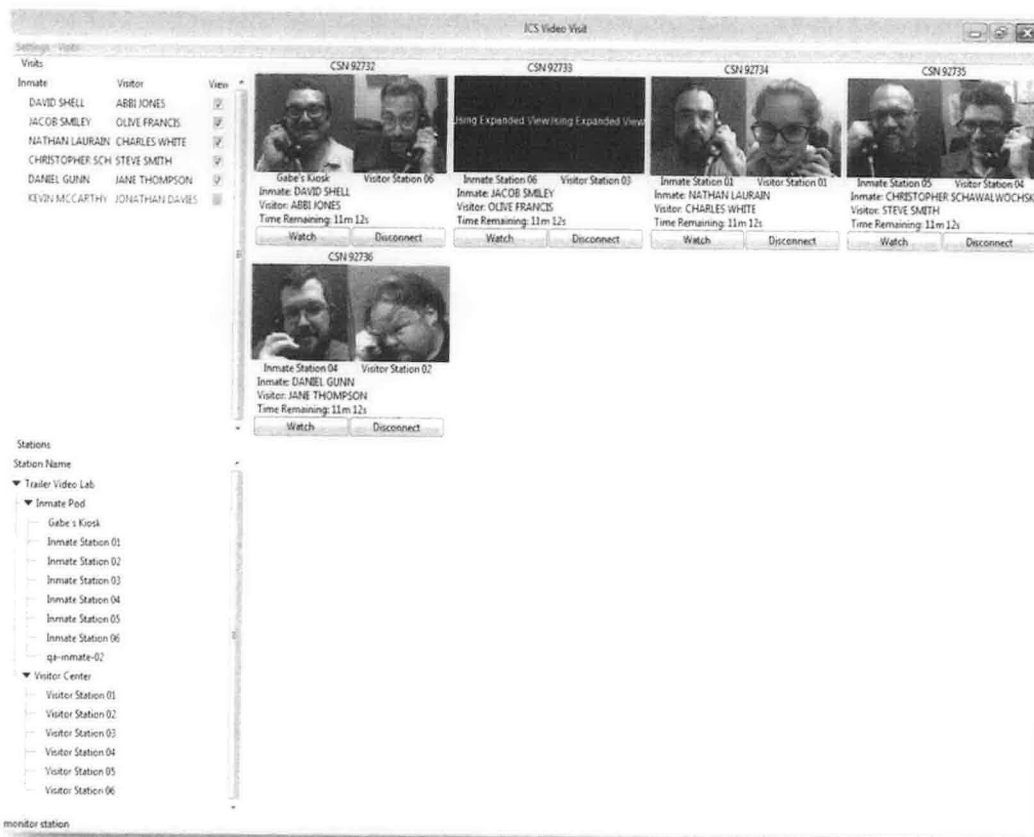 ICS Video Visit
Settings Visits
Visits
Inmate Visitor View
DAVID SHELL ABBI JONES
JACOB SMILEY OLIVE FRANCIS
NATHAN LAURAIN CHARLES WHITE
CHRISTOPHER SCH STEVE SMITH
DANIEL GUNN JANE THOMPSON
KEVIN MCCARTHY JONATHAN DAVIES
CSN 92732
Gabe's Kiosk Visitor Station 06
Inmate: DAVID SHELL
Visitor: ABBI JONES
Time Remaining: 11m 12s
Watch Disconnect
CSN 92733
Using Expanded View Using Expanded View
Inmate Station 06 Visitor Station 03
Inmate: JACOB SMILEY
Visitor: OLIVE FRANCIS
Time Remaining: 11m 12s
Watch Disconnect
CSN 92734
Inmate Station 01 Visitor Station 01
Inmate: NATHAN LAURAIN
Visitor: CHARLES WHITE
Time Remaining: 11m 12s
Watch Disconnect
CSN 92735
Inmate Station 05 Visitor Station 04
Inmate: CHRISTOPHER SCHAWALWOCHSK
Visitor: STEVE SMITH
Time Remaining: 11m 12s
Watch Disconnect
CSN 92736
Inmate Station 04 Visitor Station 02
Inmate: DANIEL GUNN
Visitor: JANE THOMPSON
Time Remaining: 11m 12s
Watch Disconnect
Stations
Station Name
Trailer Video Lab
Inmate Pod
Gabe's Kiosk
Inmate Station 01
Inmate Station 02
Inmate Station 03
Inmate Station 04
Inmate Station 05
Inmate Station 06
qa-inmate-02
Visitor Center
Visitor Station 01
Visitor Station 02
Visitor Station 03
Visitor Station 04
Visitor Station 05
Visitor Station 06
monitor station